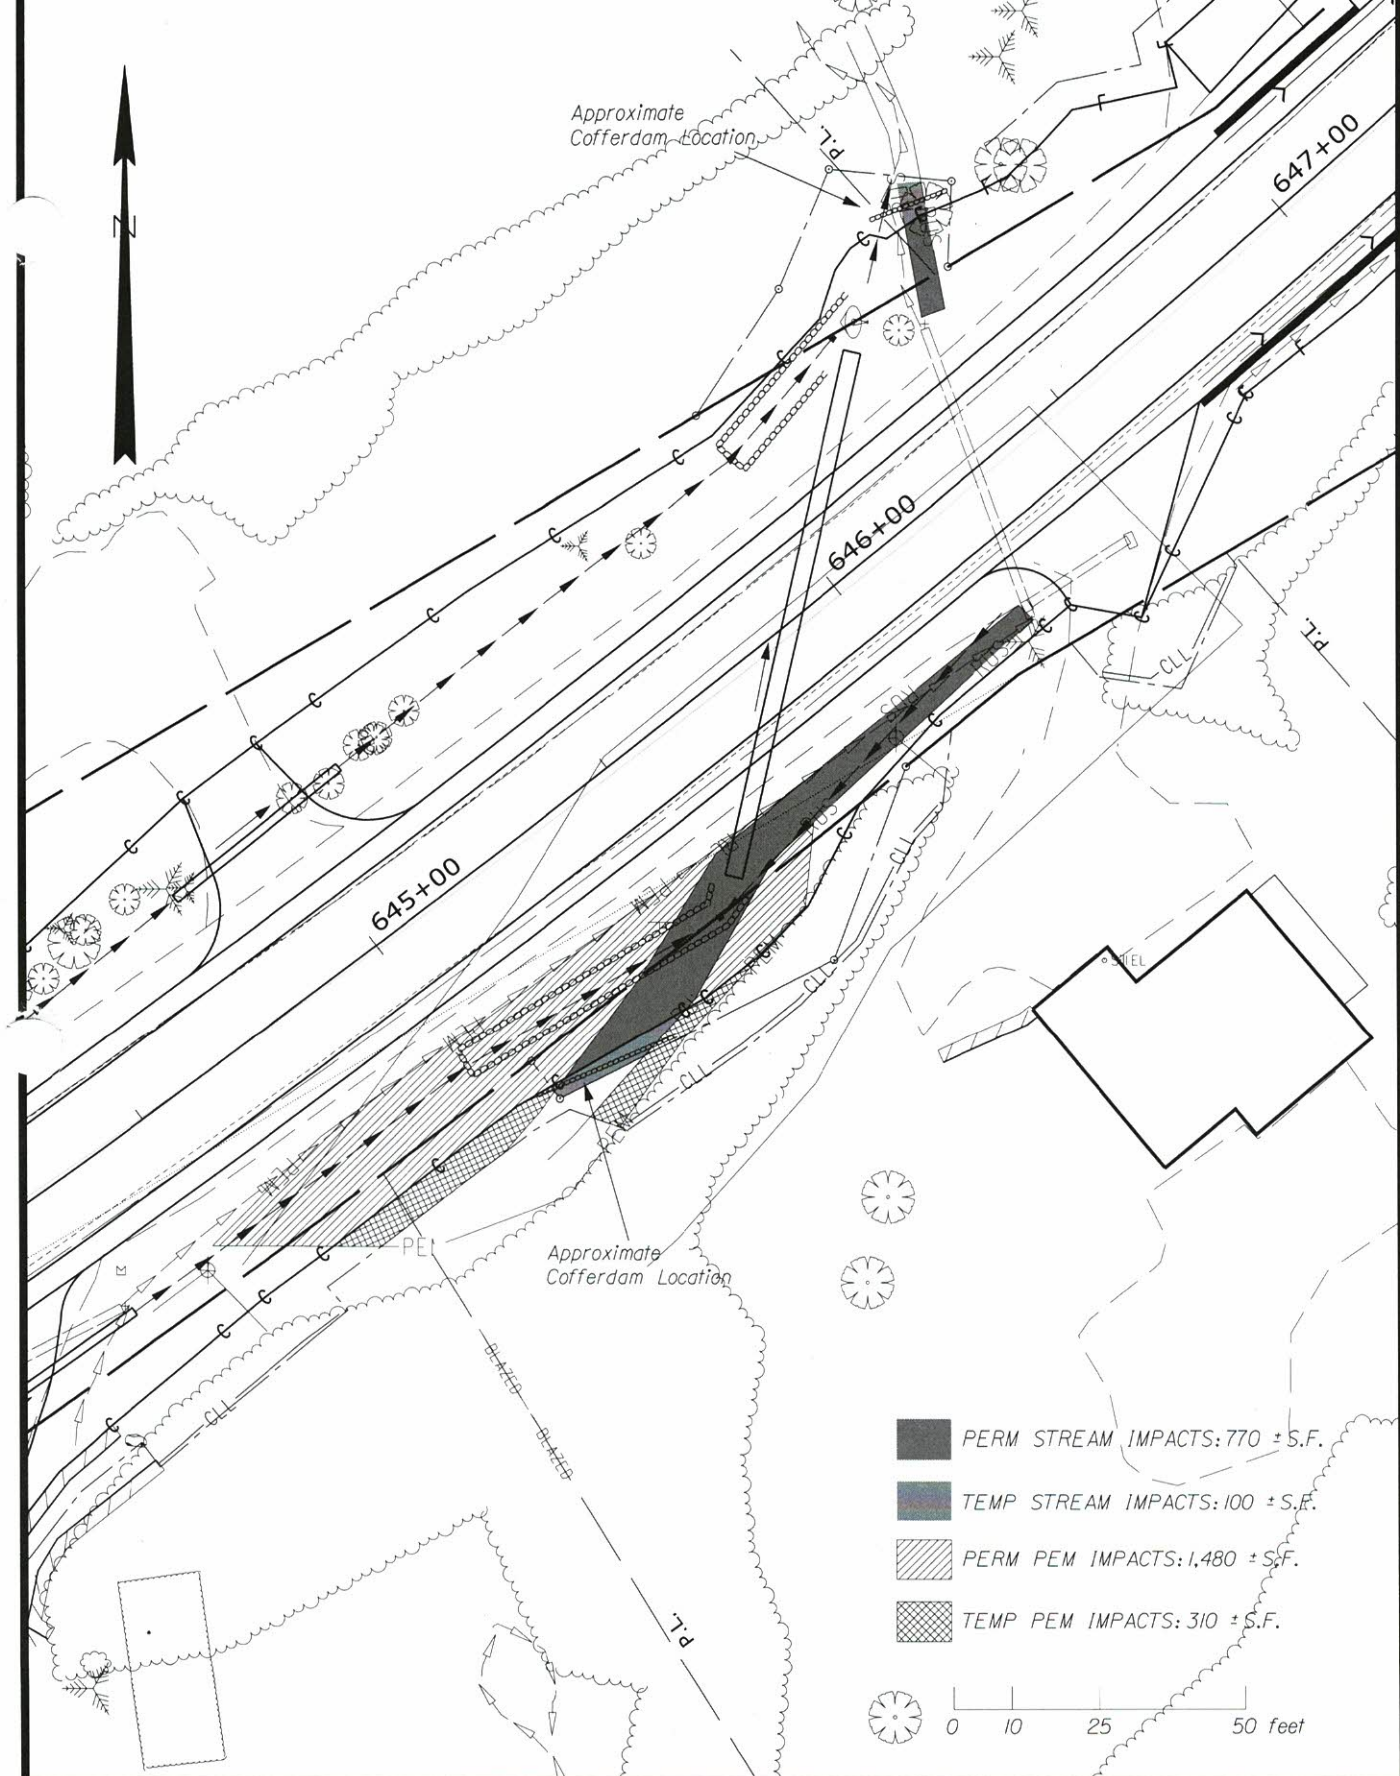 Approximate
Cofferdam Location
P.L.
N
647+00
646+00
P.L.
CLL
645+00
CLL
PEM
CLL
CLL
PEM
Approximate
Cofferdam Location
BLAZED
BLAZED
CLL
P.L.
PERM STREAM IMPACTS: 770 ± S.F.
TEMP STREAM IMPACTS: 100 ± S.F.
PERM PEM IMPACTS: 1,480 ± S.F.
TEMP PEM IMPACTS: 310 ± S.F.
0 10 25 50 feet